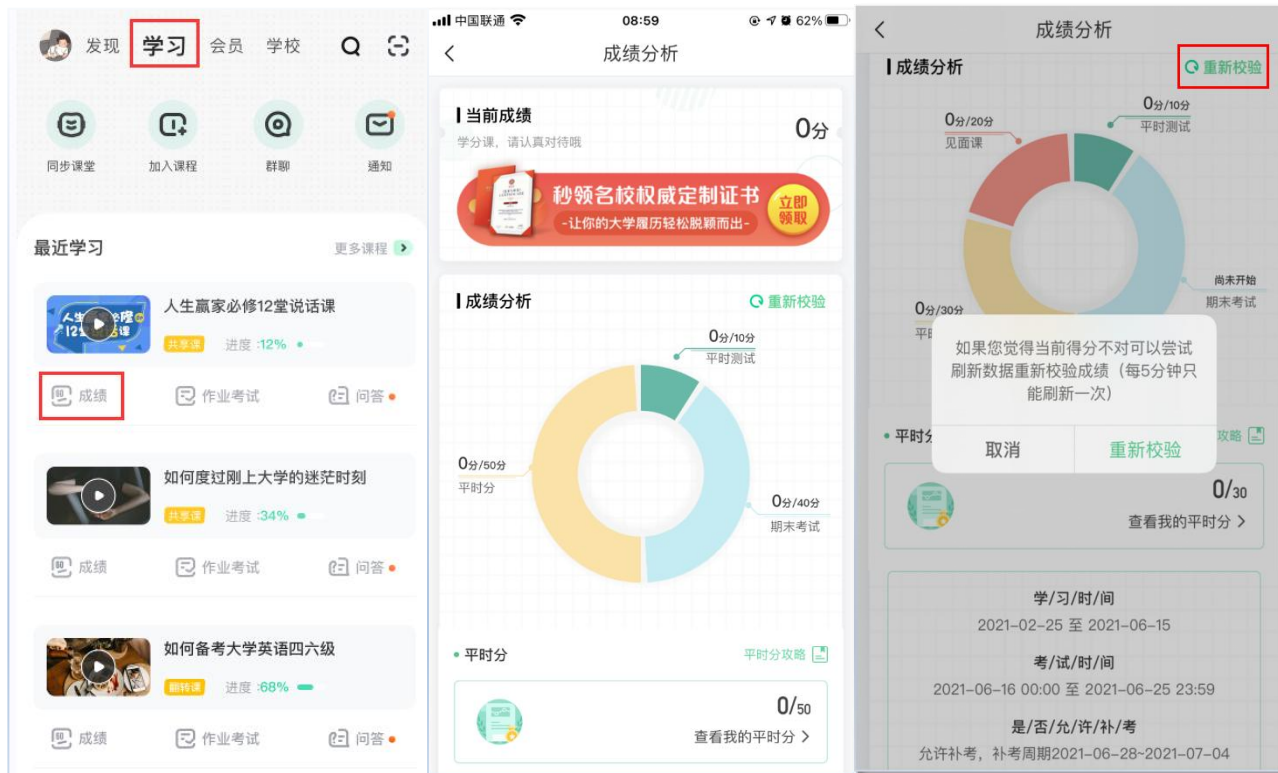 发现 学习 会员 学校
同步课堂 加入课程 群聊 通知
最近学习 更多课程
人生赢家必修12堂说话课
共享课 进度 :12%
成绩 作业考试 问答
如何度过刚上大学的迷茫时刻
共享课 进度 :34%
成绩 作业考试 问答
如何备考大学英语四六级
翻转课 进度 :68%
成绩 作业考试 问答
中国联通 08:59 62%
成绩分析
当前成绩
学分课，请认真对待哦
0分
秒领名校权威定制证书
-让你的大学履历轻松脱颖而出-
立即
领取
成绩分析 重新校验
0分/10分
平时测试
0分/50分
平时分
0分/40分
期末考试
平时分 平时分攻略
0/50
查看我的平时分
成绩分析
成绩分析 重新校验
0分/10分
平时测试
0分/20分
见面课
尚未开始
期末考试
0分/30分
如果您觉得当前得分不对可以尝试
刷新数据重新校验成绩（每5分钟只
能刷新一次）
取消 重新校验
平时分 攻略
0/30
查看我的平时分
学/习/时/间
2021-02-25 至 2021-06-15
考/试/时/间
2021-06-16 00:00 至 2021-06-25 23:59
是/否/允/许/补/考
允许补考，补考周期2021-06-28~2021-07-04